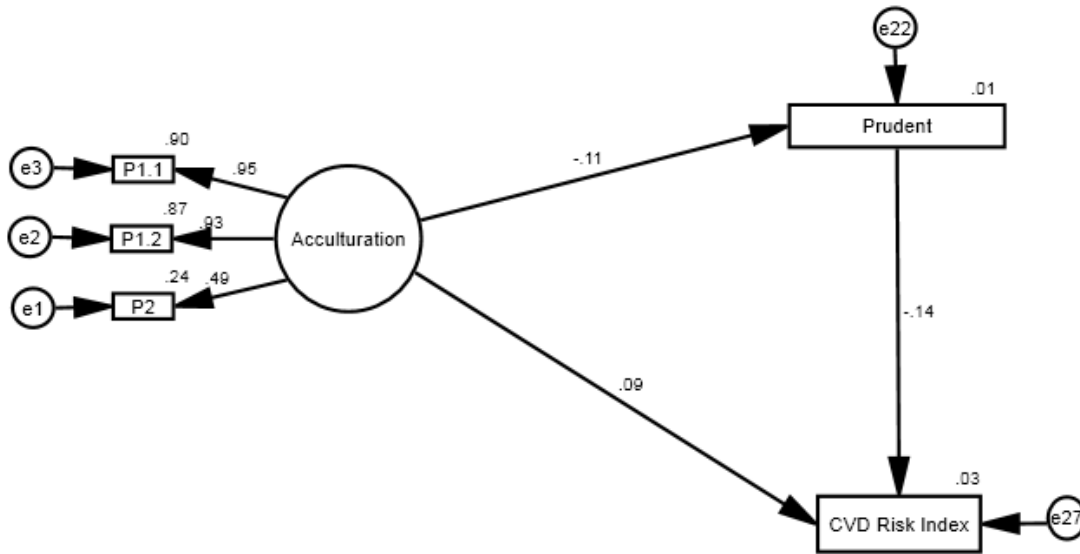 e22
.01
Prudent
.90
e3
P1.1
.95
-.11
.87
.93
e2
P1.2
Acculturation
.24
.49
e1
P2
-.14
.09
.03
CVD Risk Index
e27